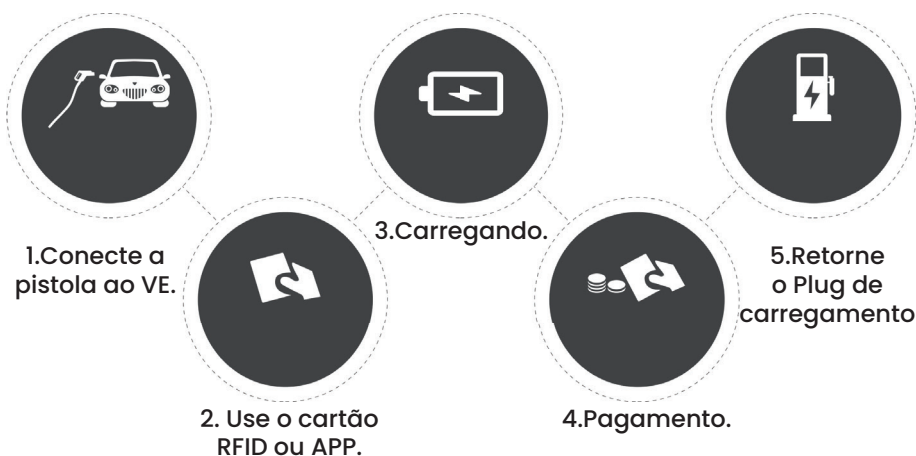 1.Conecte a
pistola ao VE.
2. Use o cartão
RFID ou APP.
3.Carregando.
4.Pagamento.
5.Retorne
o Plug de
carregamento